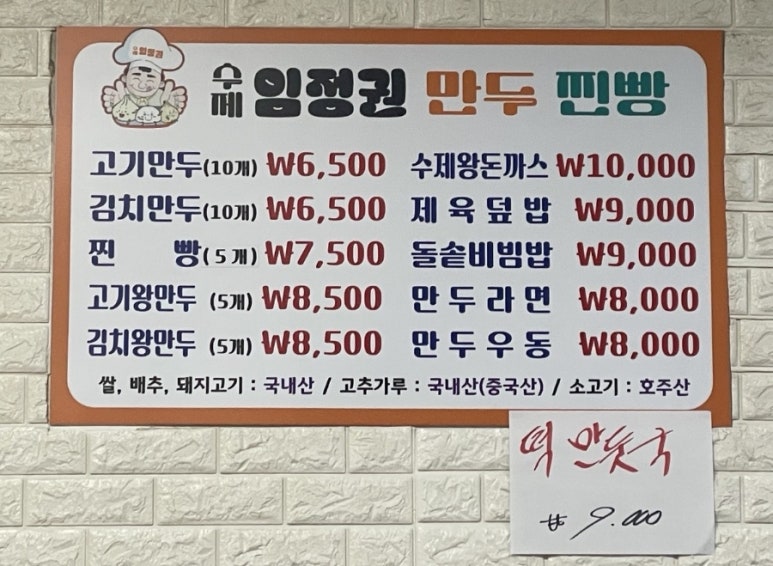 수제 임정권 만두 찐빵
고기만두(10개) ₩6,500
김치만두(10개) ₩6,500
찐 빵(5개) ₩7,500
고기왕만두 (5개) ₩8,500
김치왕만두 (5개) ₩8,500
수제왕돈까스 ₩10,000
제육덮밥 ₩9,000
돌솥비빔밥 ₩9,000
만두라면 ₩8,000
만두우동 ₩8,000
쌀, 배추, 돼지고기 : 국내산 / 고추가루 : 국내산(중국산) / 소고기 : 호주산
떡 만둣국
₩ 9.000